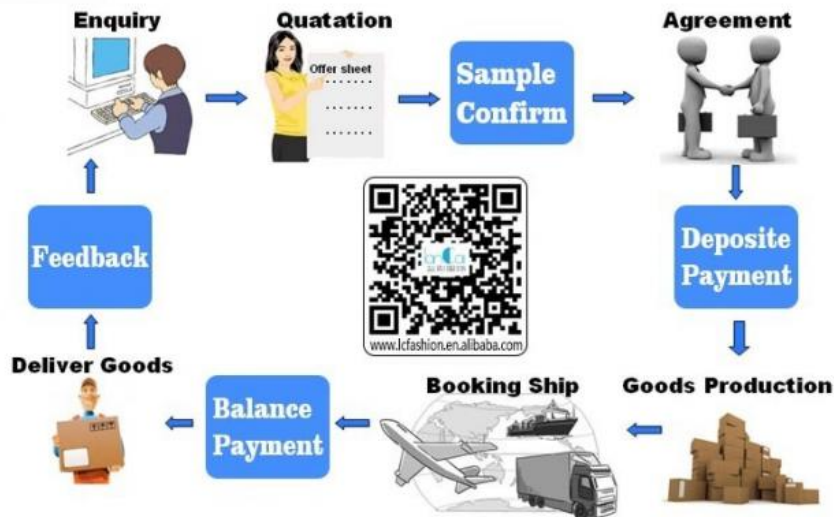 Enquiry
Quatation
Agreement
Offer sheet
Sample
Confirm
Feedback
Deposite
Payment
www.lcfashion.en.alibaba.com
Deliver Goods
Balance
Payment
Booking Ship
Goods Production